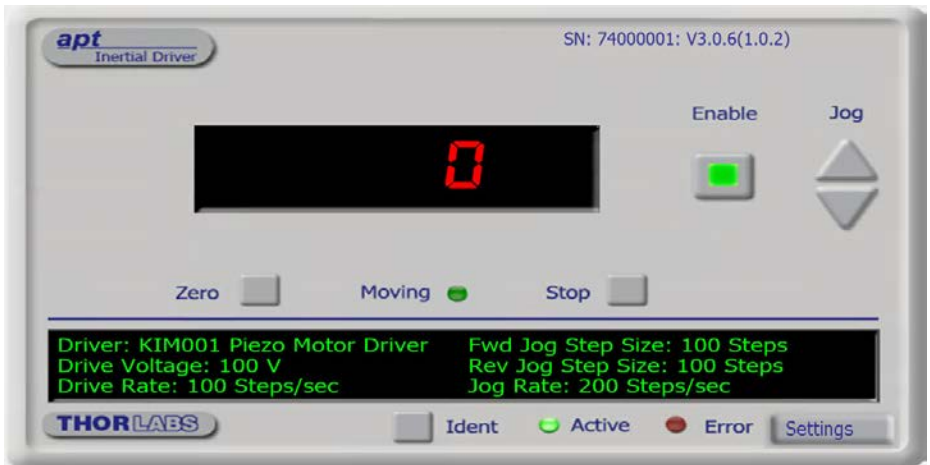 apt
Inertial Driver
SN: 74000001: V3.0.6(1.0.2)
Enable
Jog
0
Zero
Moving
Stop
Driver: KIM001 Piezo Motor Driver
Drive Voltage: 100 V
Drive Rate: 100 Steps/sec
Fwd Jog Step Size: 100 Steps
Rev Jog Step Size: 100 Steps
Jog Rate: 200 Steps/sec
THORLABS
Ident
Active
Error
Settings